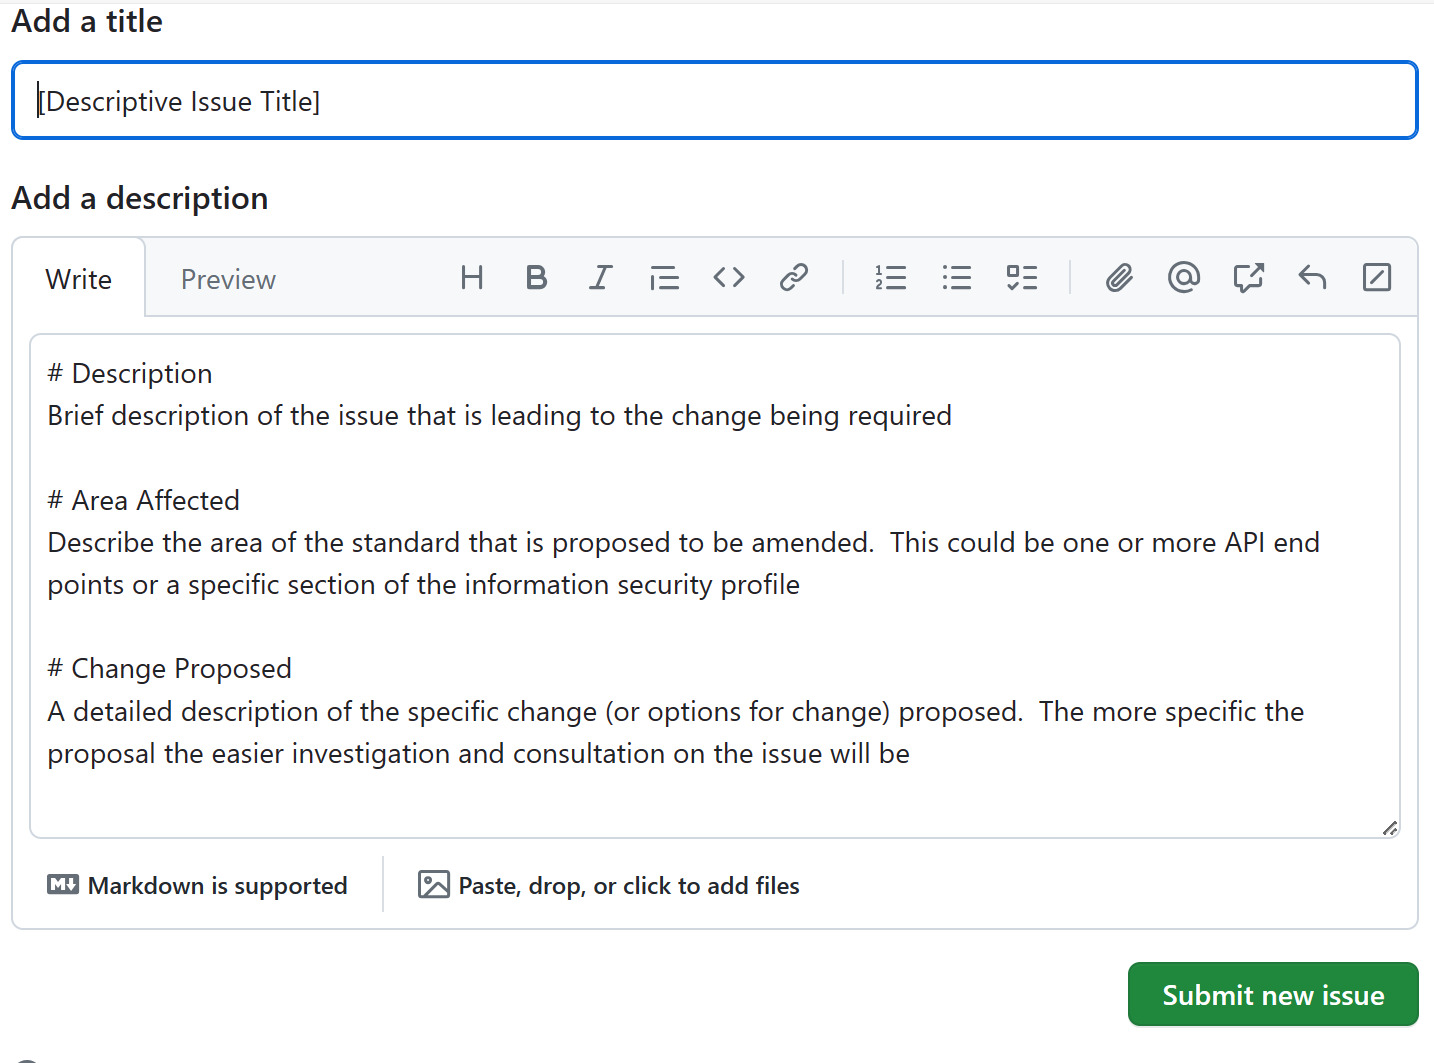 Add a title
[Descriptive Issue Title]
Add a description
Write Preview
# Description
Brief description of the issue that is leading to the change being required
# Area Affected
Describe the area of the standard that is proposed to be amended.  This could be one or more API end
points or a specific section of the information security profile
# Change Proposed
A detailed description of the specific change (or options for change) proposed.  The more specific the
proposal the easier investigation and consultation on the issue will be
Markdown is supported
Paste, drop, or click to add files
Submit new issue